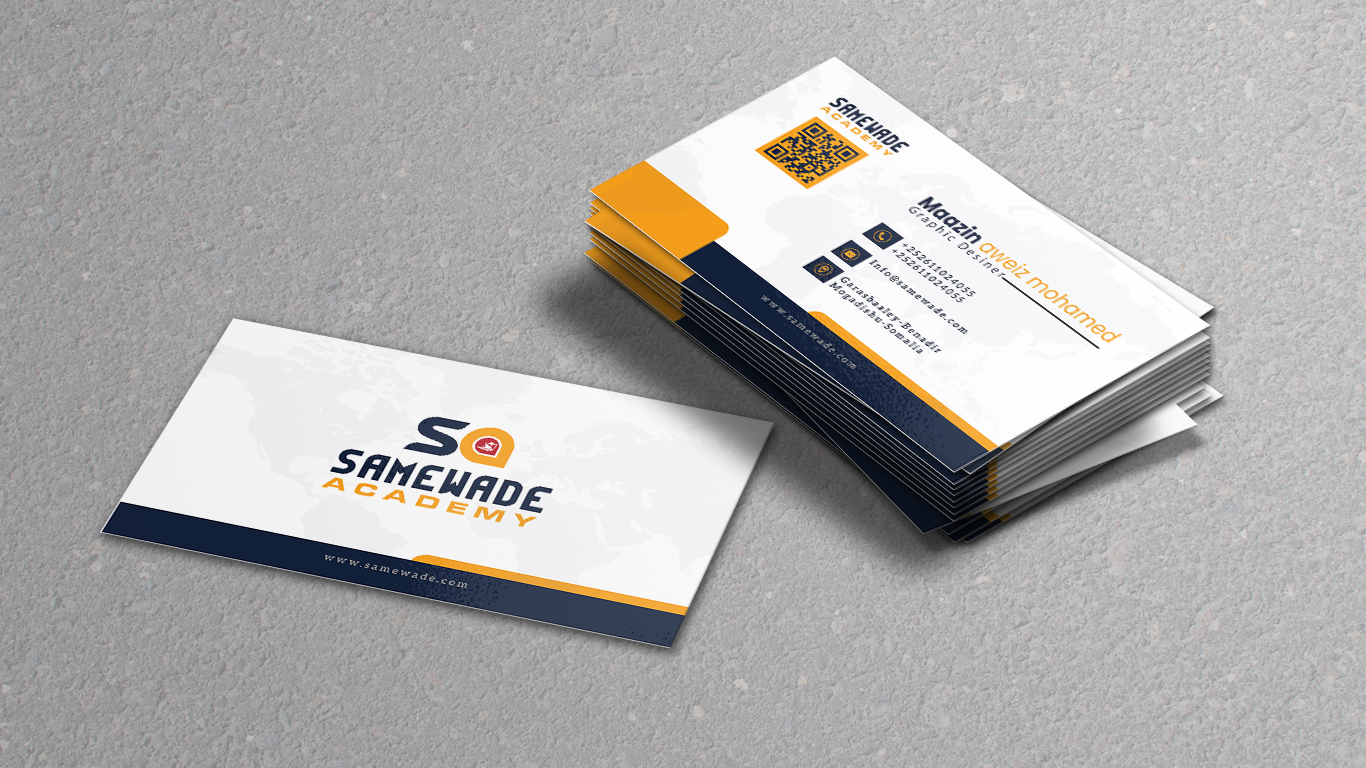 SAMEWADE
ACADEMY
Maazin aweiz mohamed
Graphic Desiner
+252611024055
+252611024055
Info@samewade.com
Garasbaaley-Benadir
Mogadishu-Somalia
www.samewade.com
Sa
SAMEWADE
ACADEMY
www.samewade.com